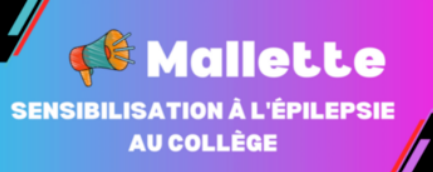 Mallette
SENSIBILISATION À L'ÉPILEPSIE
AU COLLÈGE